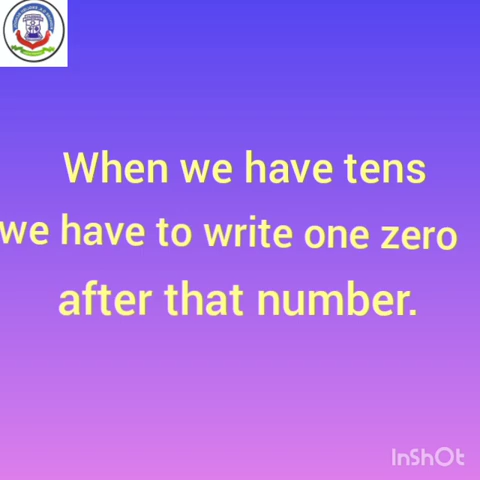 When we have tens
we have to write one zero
after that number.
InShOt